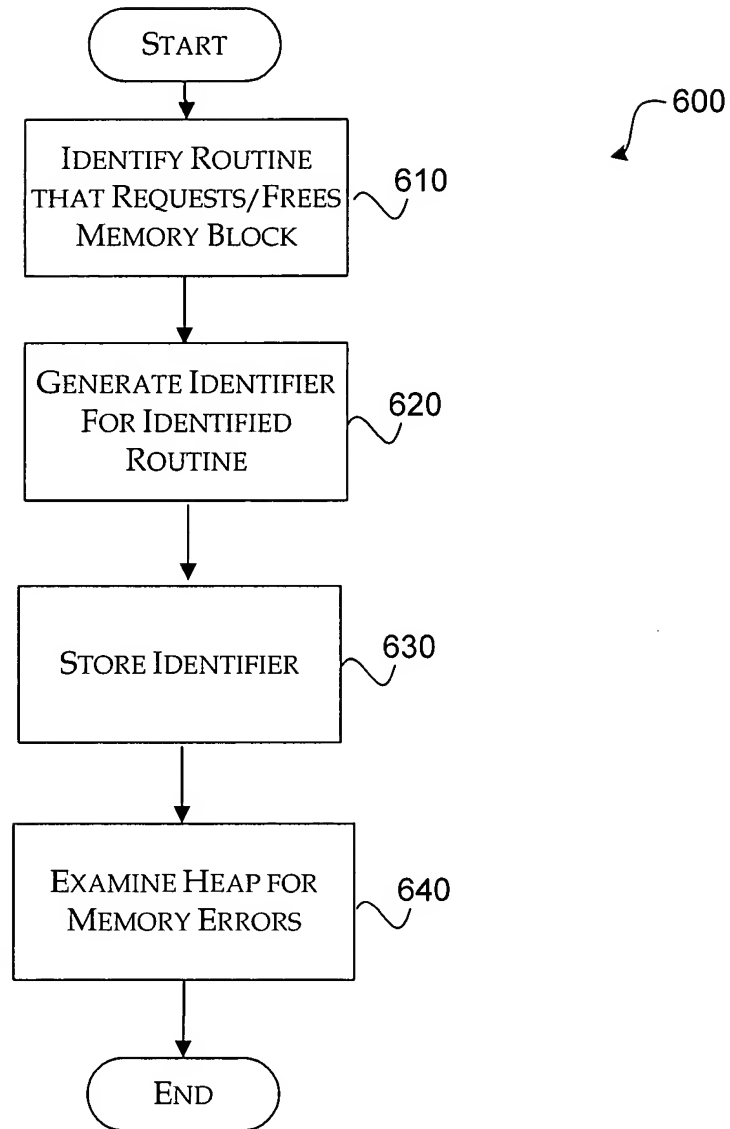 START
600
IDENTIFY ROUTINE
THAT REQUESTS/FREES
MEMORY BLOCK
610
GENERATE IDENTIFIER
FOR IDENTIFIED
ROUTINE
620
STORE IDENTIFIER
630
EXAMINE HEAP FOR
MEMORY ERRORS
640
END